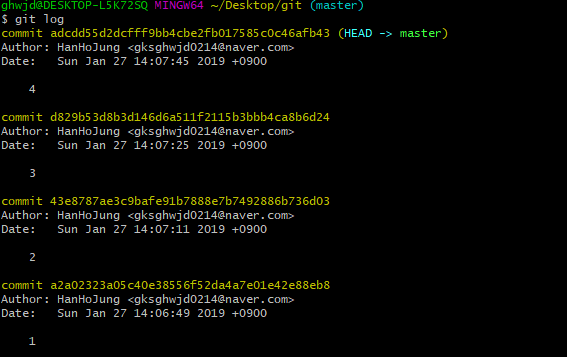 ghwjd@DESKTOP-L5K72SQ MINGW64 ~/Desktop/git (master)
$ git log
commit adcdd55d2dcfff9bb4cbe2fb017585c0c46afb43 (HEAD -> master)
Author: HanHoJung <gksghwjd0214@naver.com>
Date:   Sun Jan 27 14:07:45 2019 +0900
4
commit d829b53d8b3d146d6a511f2115b3bbb4ca8b6d24
Author: HanHoJung <gksghwjd0214@naver.com>
Date:   Sun Jan 27 14:07:25 2019 +0900
3
commit 43e8787ae3c9bafe91b7888e7b7492886b736d03
Author: HanHoJung <gksghwjd0214@naver.com>
Date:   Sun Jan 27 14:07:11 2019 +0900
2
commit a2a02323a05c40e38556f52da4a7e01e42e88eb8
Author: HanHoJung <gksghwjd0214@naver.com>
Date:   Sun Jan 27 14:06:49 2019 +0900
1